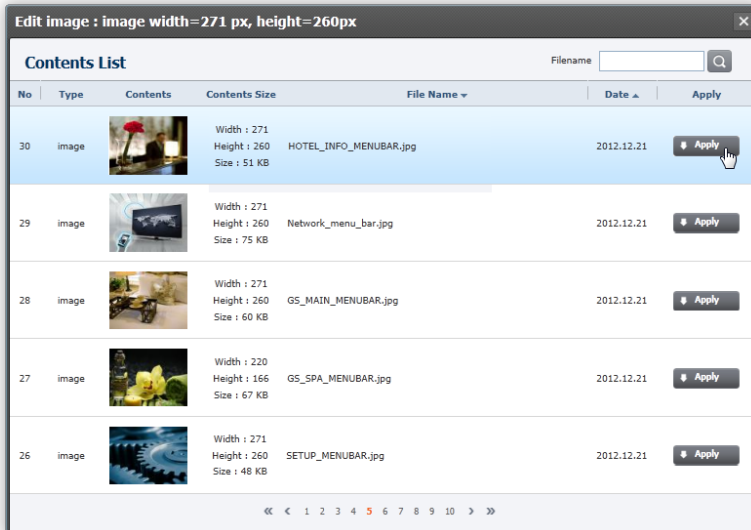 Edit image : image width=271 px, height=260px
Contents List
Filename
No Type Contents Contents Size File Name Date Apply
Width : 271
30 image Height : 260 HOTEL_INFO_MENUBAR.jpg 2012.12.21 Apply
Size : 51 KB
Width : 271
29 image Height : 260 Network_menu_bar.jpg 2012.12.21 Apply
Size : 75 KB
Width : 271
28 image Height : 260 GS_MAIN_MENUBAR.jpg 2012.12.21 Apply
Size : 60 KB
Width : 220
27 image Height : 166 GS_SPA_MENUBAR.jpg 2012.12.21 Apply
Size : 67 KB
Width : 271
26 image Height : 260 SETUP_MENUBAR.jpg 2012.12.21 Apply
Size : 48 KB
1 2 3 4 5 6 7 8 9 10